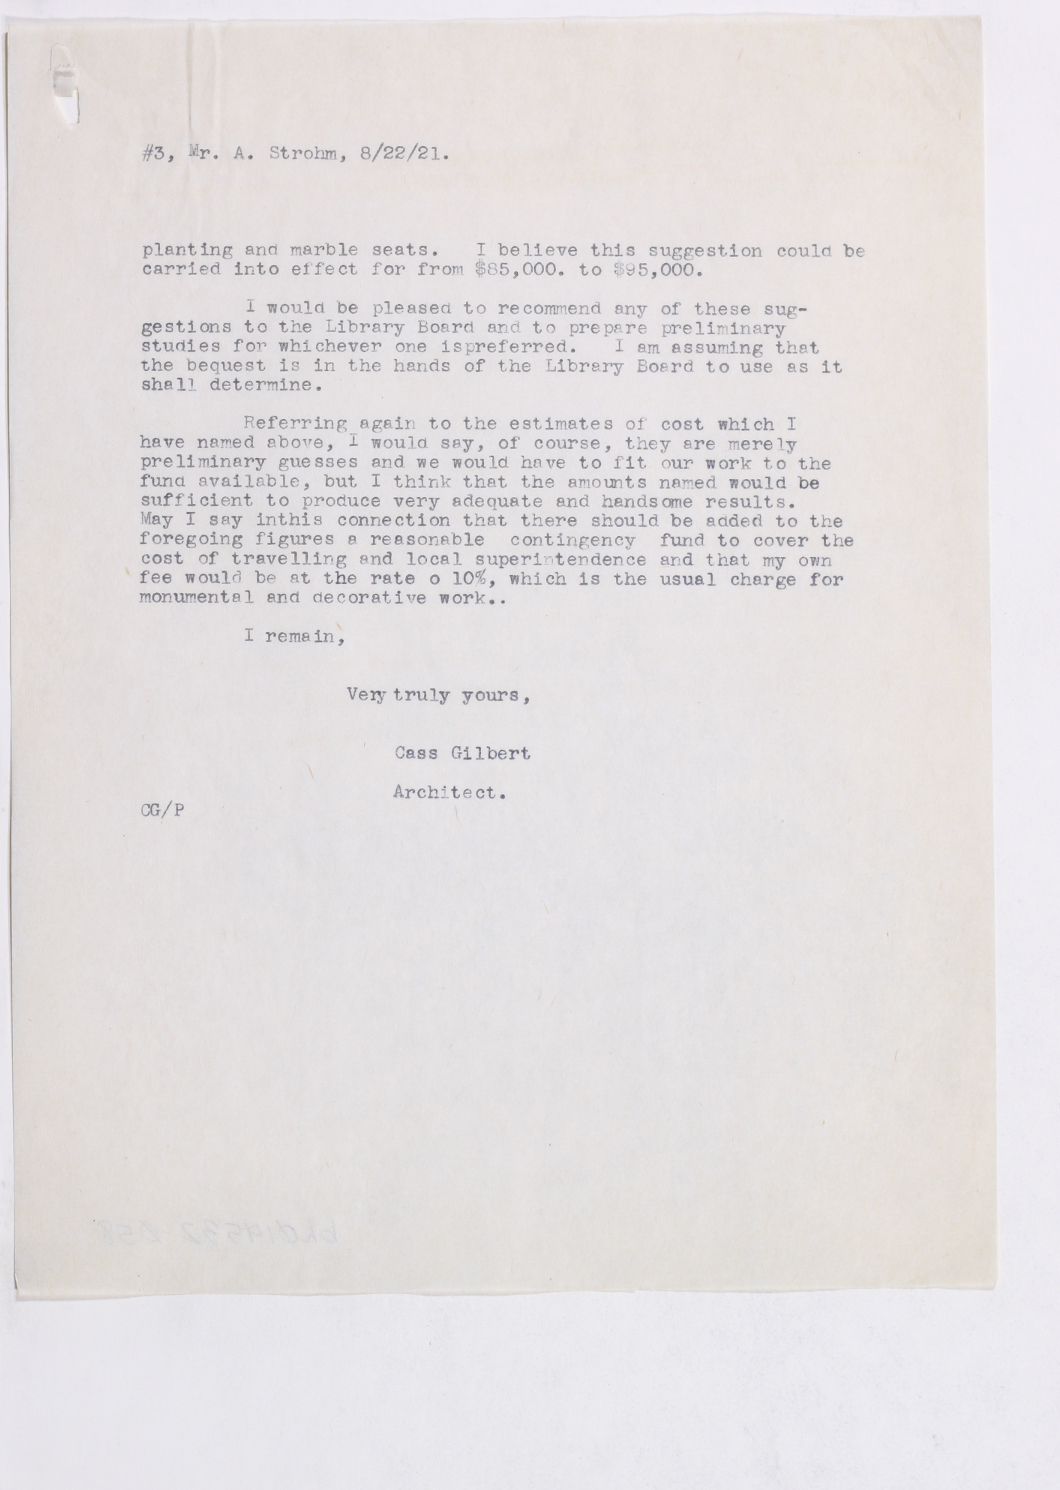 #3, Mr. A. Strohm, 8/22/21.
planting and marble seats. I believe this suggestion could be
carried into effect for from $85,000. to $95,000.
I would be pleased to recommend any of these sug-
gestions to the Library Board and to prepare preliminary
studies for whichever one ispreferred. I am assuming that
the bequest is in the hands of the Library Board to use as it
shall determine.
Referring again to the estimates of cost which I
have named above, I would say, of course, they are merely
preliminary guesses and we would have to fit our work to the
fund available, but I think that the amounts named would be
sufficient to produce very adequate and handsome results.
May I say inthis connection that there should be added to the
foregoing figures a reasonable contingency fund to cover the
cost of travelling and local superintendence and that my own
fee would be at the rate o 10%, which is the usual charge for
monumental and decorative work..
I remain,
Very truly yours,
Cass Gilbert
Architect.
CG/P